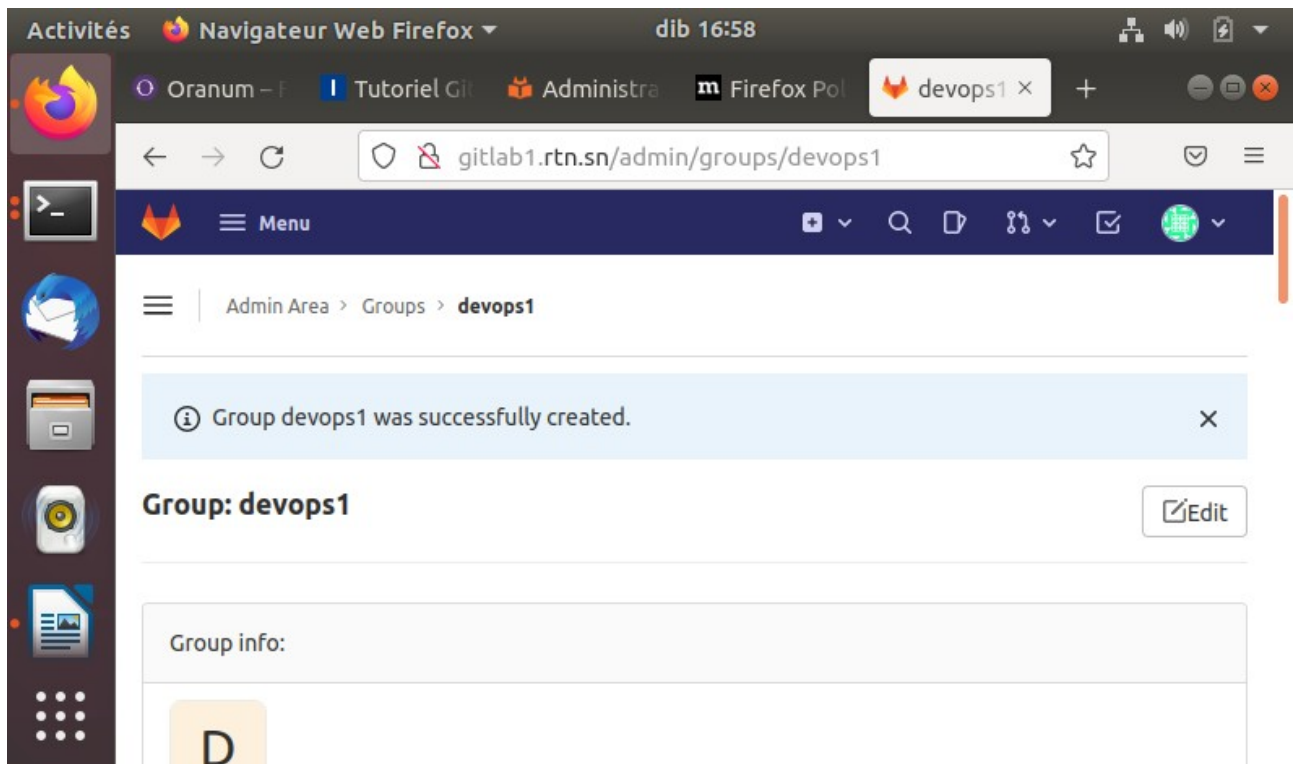 Activités Navigateur Web Firefox dib 16:58
Oranum – F Tutoriel Git Administra m Firefox Pol devops1
gitlab1.rtn.sn/admin/groups/devops1
Menu
Admin Area > Groups > devops1
Group devops1 was successfully created.
Group: devops1
Edit
Group info:
D